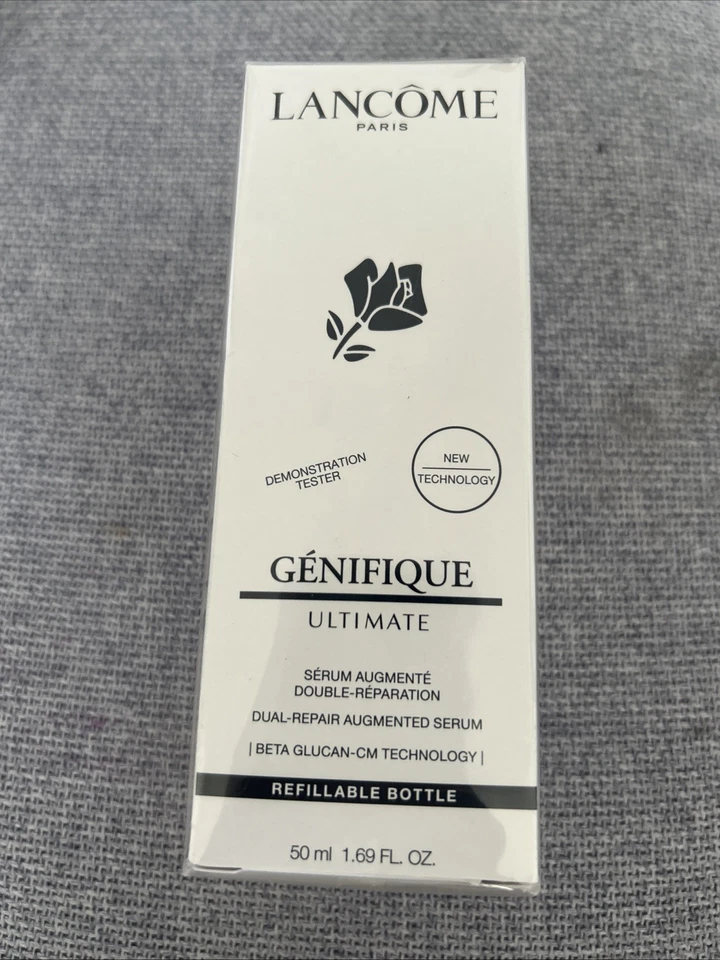 LANCÔME
PARIS
DEMONSTRATION
TESTER
NEW
TECHNOLOGY
GÉNIFIQUE
ULTIMATE
SÉRUM AUGMENTÉ
DOUBLE-RÉPARATION
DUAL-REPAIR AUGMENTED SERUM
| BETA GLUCAN-CM TECHNOLOGY |
REFILLABLE BOTTLE
50 ml 1.69 FL. OZ.